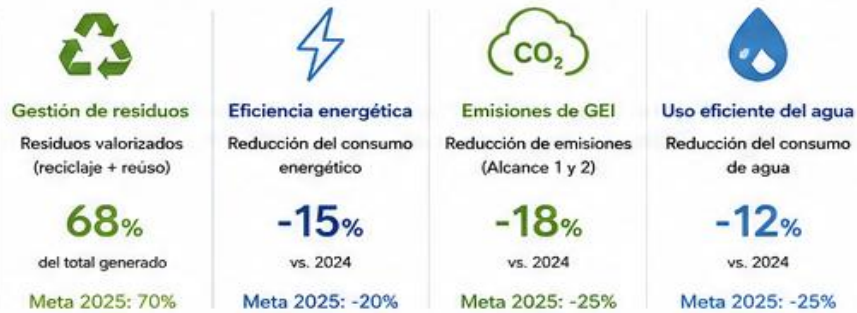 CO₂
Gestión de residuos
Residuos valorizados
(reciclaje + reúso)
68%
del total generado
Meta 2025: 70%
Eficiencia energética
Reducción del consumo
energético
-15%
vs. 2024
Meta 2025: -20%
Emisiones de GEI
Reducción de emisiones
(Alcance 1 y 2)
-18%
vs. 2024
Meta 2025: -25%
Uso eficiente del agua
Reducción del consumo
de agua
-12%
vs. 2024
Meta 2025: -25%